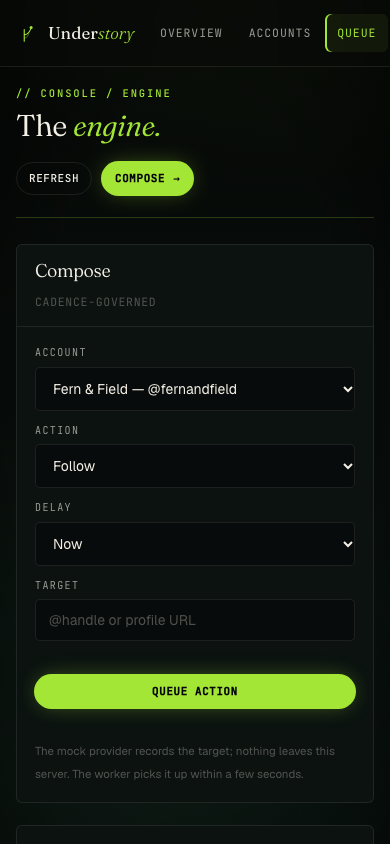 Understory OVERVIEW ACCOUNTS QUEUE
// CONSOLE / ENGINE
The engine.
REFRESH COMPOSE →
Compose
CADENCE-GOVERNED
ACCOUNT
Fern & Field — @fernandfield
ACTION
Follow
DELAY
Now
TARGET
@handle or profile URL
QUEUE ACTION
The mock provider records the target; nothing leaves this
server. The worker picks it up within a few seconds.